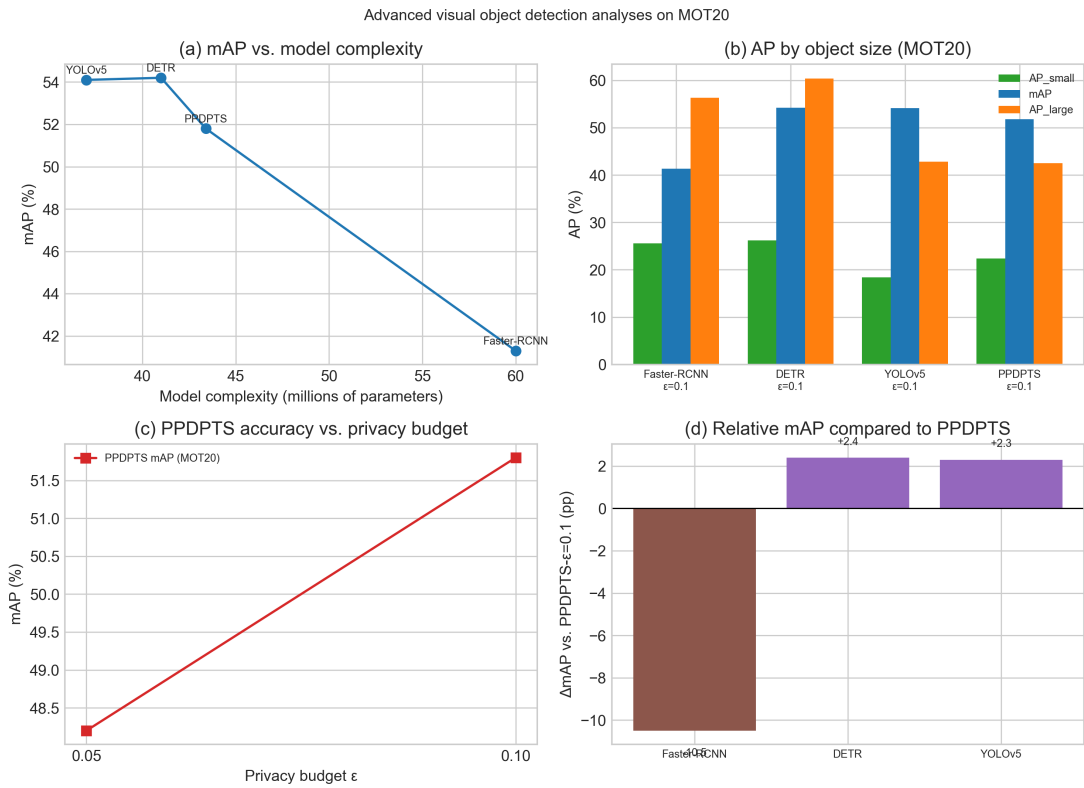 Advanced visual object detection analyses on MOT20
(a) mAP vs. model complexity
YOLOv5
DETR
PPDPTS
Faster-RCNN
54
52
50
48
46
44
42
mAP (%)
40
45
50
55
60
Model complexity (millions of parameters)
(b) AP by object size (MOT20)
AP_small
mAP
AP_large
60
50
40
30
20
10
0
AP (%)
Faster-RCNN
ε=0.1
DETR
ε=0.1
YOLOv5
ε=0.1
PPDPTS
ε=0.1
(c) PPDPTS accuracy vs. privacy budget
PPDPTS mAP (MOT20)
51.5
51.0
50.5
50.0
49.5
49.0
48.5
mAP (%)
0.05
0.10
Privacy budget ε
(d) Relative mAP compared to PPDPTS
+2.4
+2.3
2
0
−2
−4
−6
−8
−10
ΔmAP vs. PPDPTS-ε=0.1 (pp)
-10.5
Faster-RCNN
DETR
YOLOv5